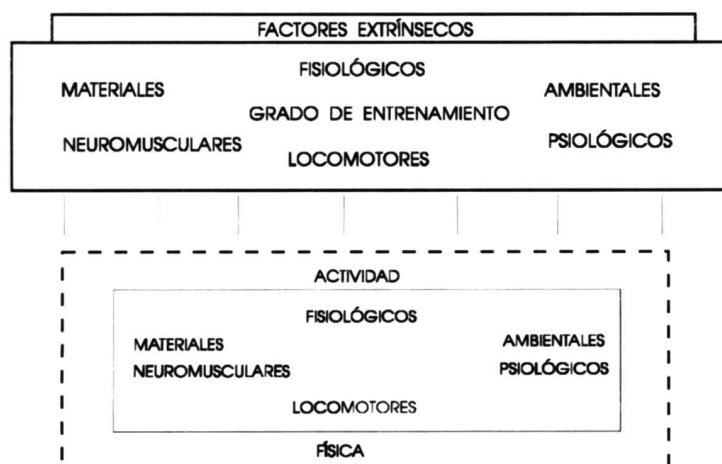 FACTORES EXTRÍNSECOS
FISIOLÓGICOS
MATERIALES
AMBIENTALES
GRADO DE ENTRENAMIENTO
NEUROMUSCULARES
PSIOLÓGICOS
LOCOMOTORES
ACTIVIDAD
FISIOLÓGICOS
MATERIALES
AMBIENTALES
NEUROMUSCULARES
PSIOLÓGICOS
LOCOMOTORES
FÍSICA